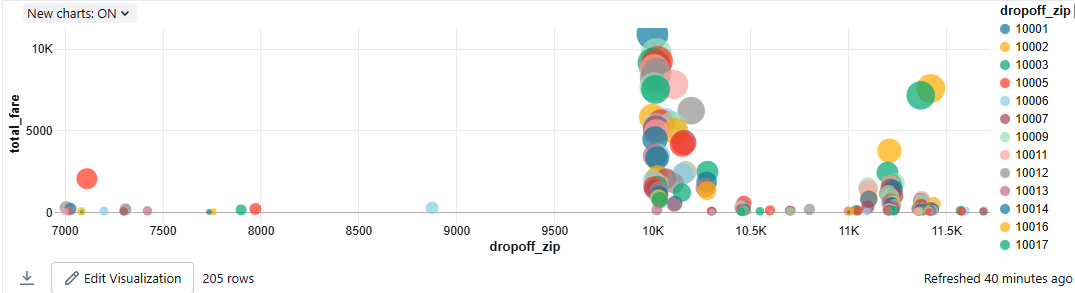 New charts: ON
dropoff_zip
10001
10002
10003
10005
10006
10007
10009
10011
10012
10013
10014
10016
10017
total_fare
10K
5000
0
7000 7500 8000 8500 9000 9500 10K 10.5K 11K 11.5K
dropoff_zip
Edit Visualization 205 rows Refreshed 40 minutes ago